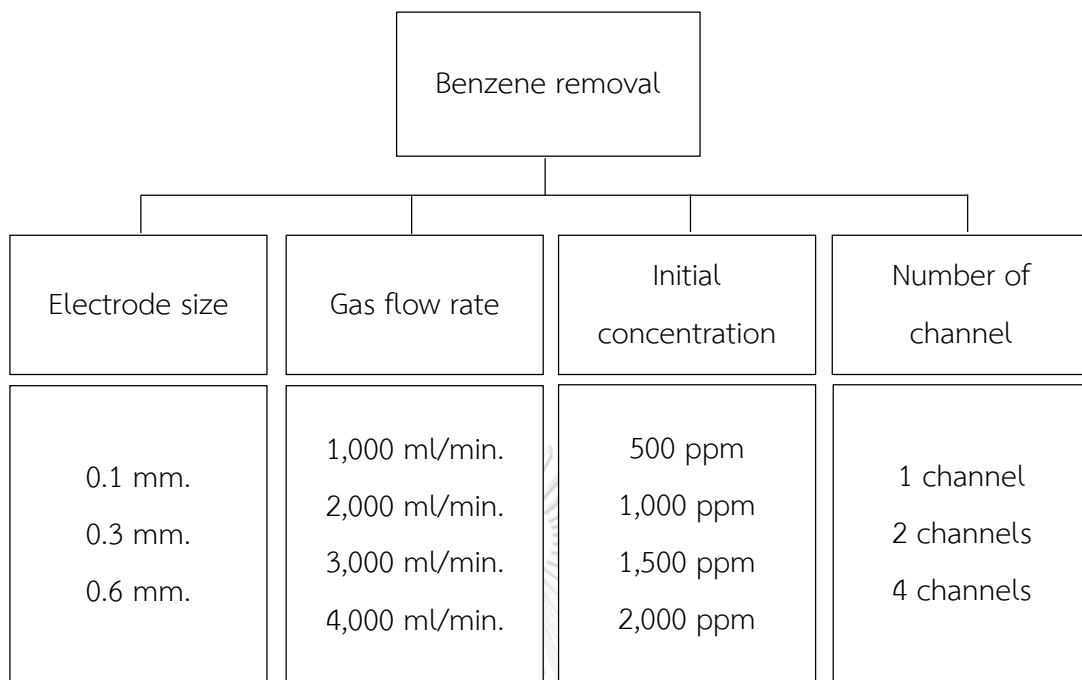 Benzene removal
Electrode size
Gas flow rate
Initial
concentration
Number of
channel
0.1 mm.
0.3 mm.
0.6 mm.
1,000 ml/min.
2,000 ml/min.
3,000 ml/min.
4,000 ml/min.
500 ppm
1,000 ppm
1,500 ppm
2,000 ppm
1 channel
2 channels
4 channels